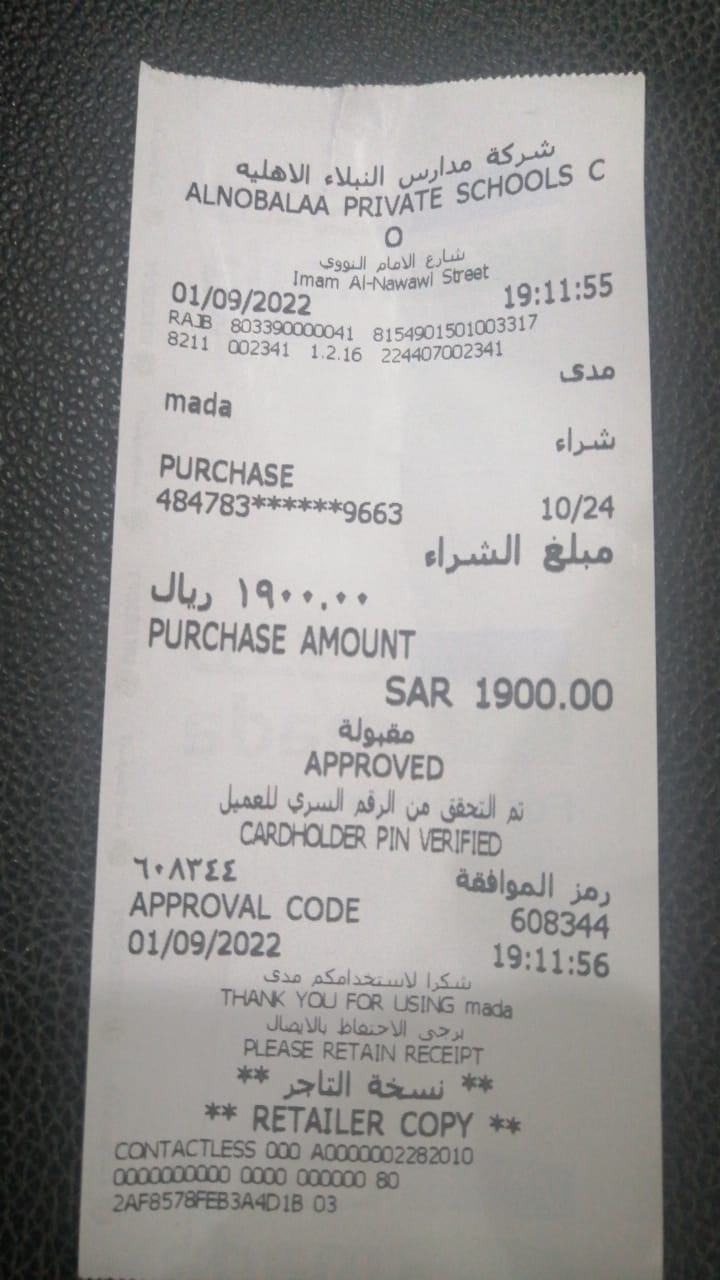 شركة مدارس النبلاء الاهليه
ALNOBALAA PRIVATE SCHOOLS C
O
شارع الامام النووي
Imam Al-Nawawi Street
01/09/2022 19:11:55
RAJB 803390000041 8154901501003317
8211 002341 1.2.16 224407002341
مدى
mada
شراء
PURCHASE
484783******9663 10/24
مبلغ الشراء
١٩٠٠,٠٠ ريال
PURCHASE AMOUNT
SAR 1900.00
مقبولة
APPROVED
تم التحقق من الرقم السري للعميل
CARDHOLDER PIN VERIFIED
رمز الموافقة ٦٠٨٣٤٤
APPROVAL CODE 608344
01/09/2022 19:11:56
شكرا لاستخدامكم مدى
THANK YOU FOR USING mada
يرجى الاحتفاظ بالايصال
PLEASE RETAIN RECEIPT
** نسخة التاجر **
** RETAILER COPY **
CONTACTLESS 000 A0000002282010
0000000000 0000 000000 80
2AF8578FEB3A4D1B 03